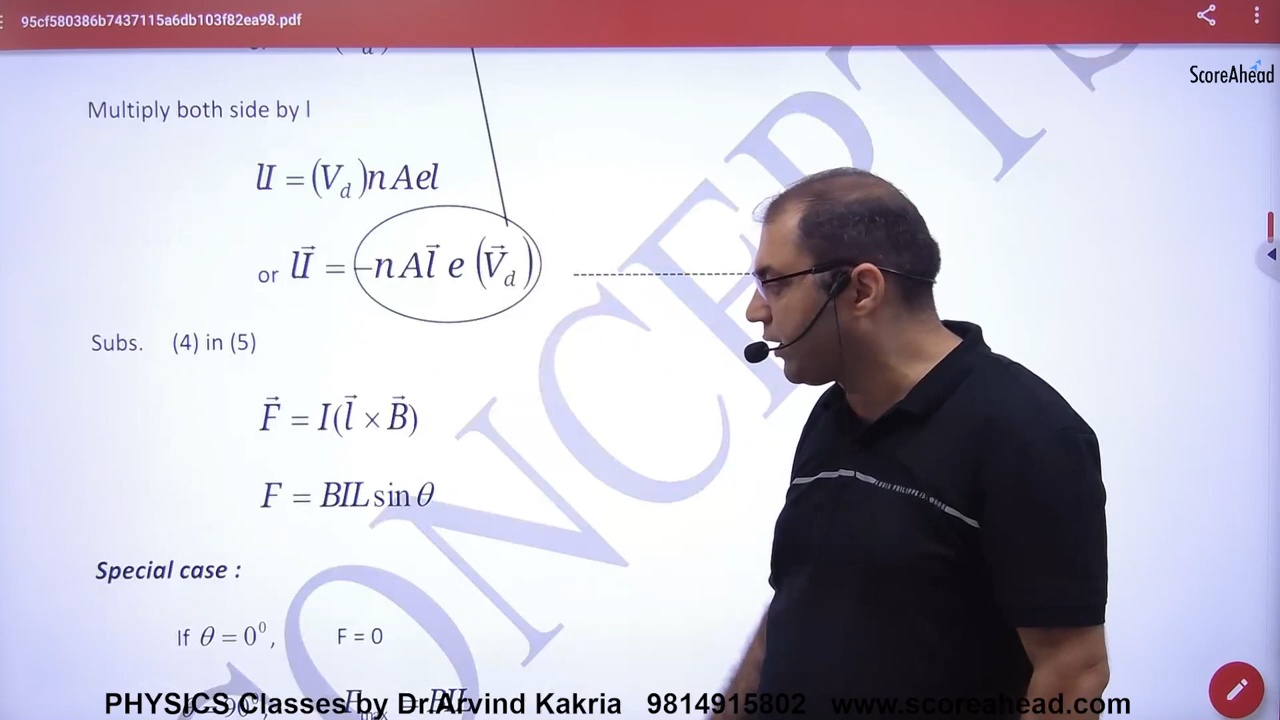 95cf580386b7437115a6db103f82ea98.pdf
ScoreAhead
Multiply both side by l
lI = (V_d)nAel
or lI⃗ = –nAl⃗ e (V⃗_d)
Subs. (4) in (5)
F⃗ = I(l⃗ × B⃗)
F = BIL sin θ
CONCEPTS
Special case :
If θ = 0⁰, F = 0
PHYSICS Classes by Dr.Arvind Kakria 9814915802 www.scoreahead.com